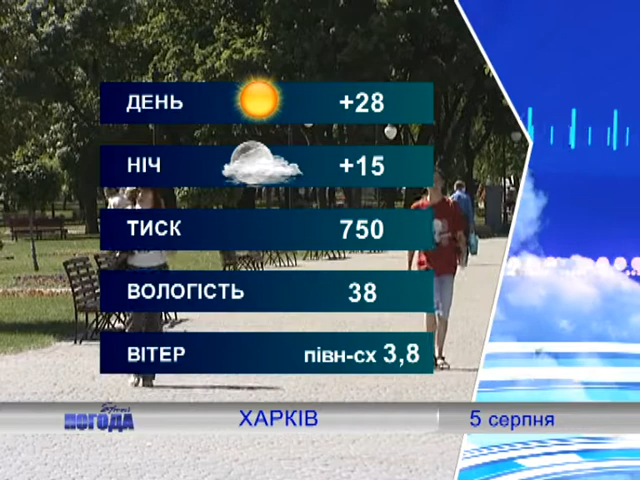 ДЕНЬ +28
НІЧ +15
ТИСК 750
ВОЛОГІСТЬ 38
ВІТЕР півн-сх 3,8
ПОГОДА ХАРКІВ 5 серпня